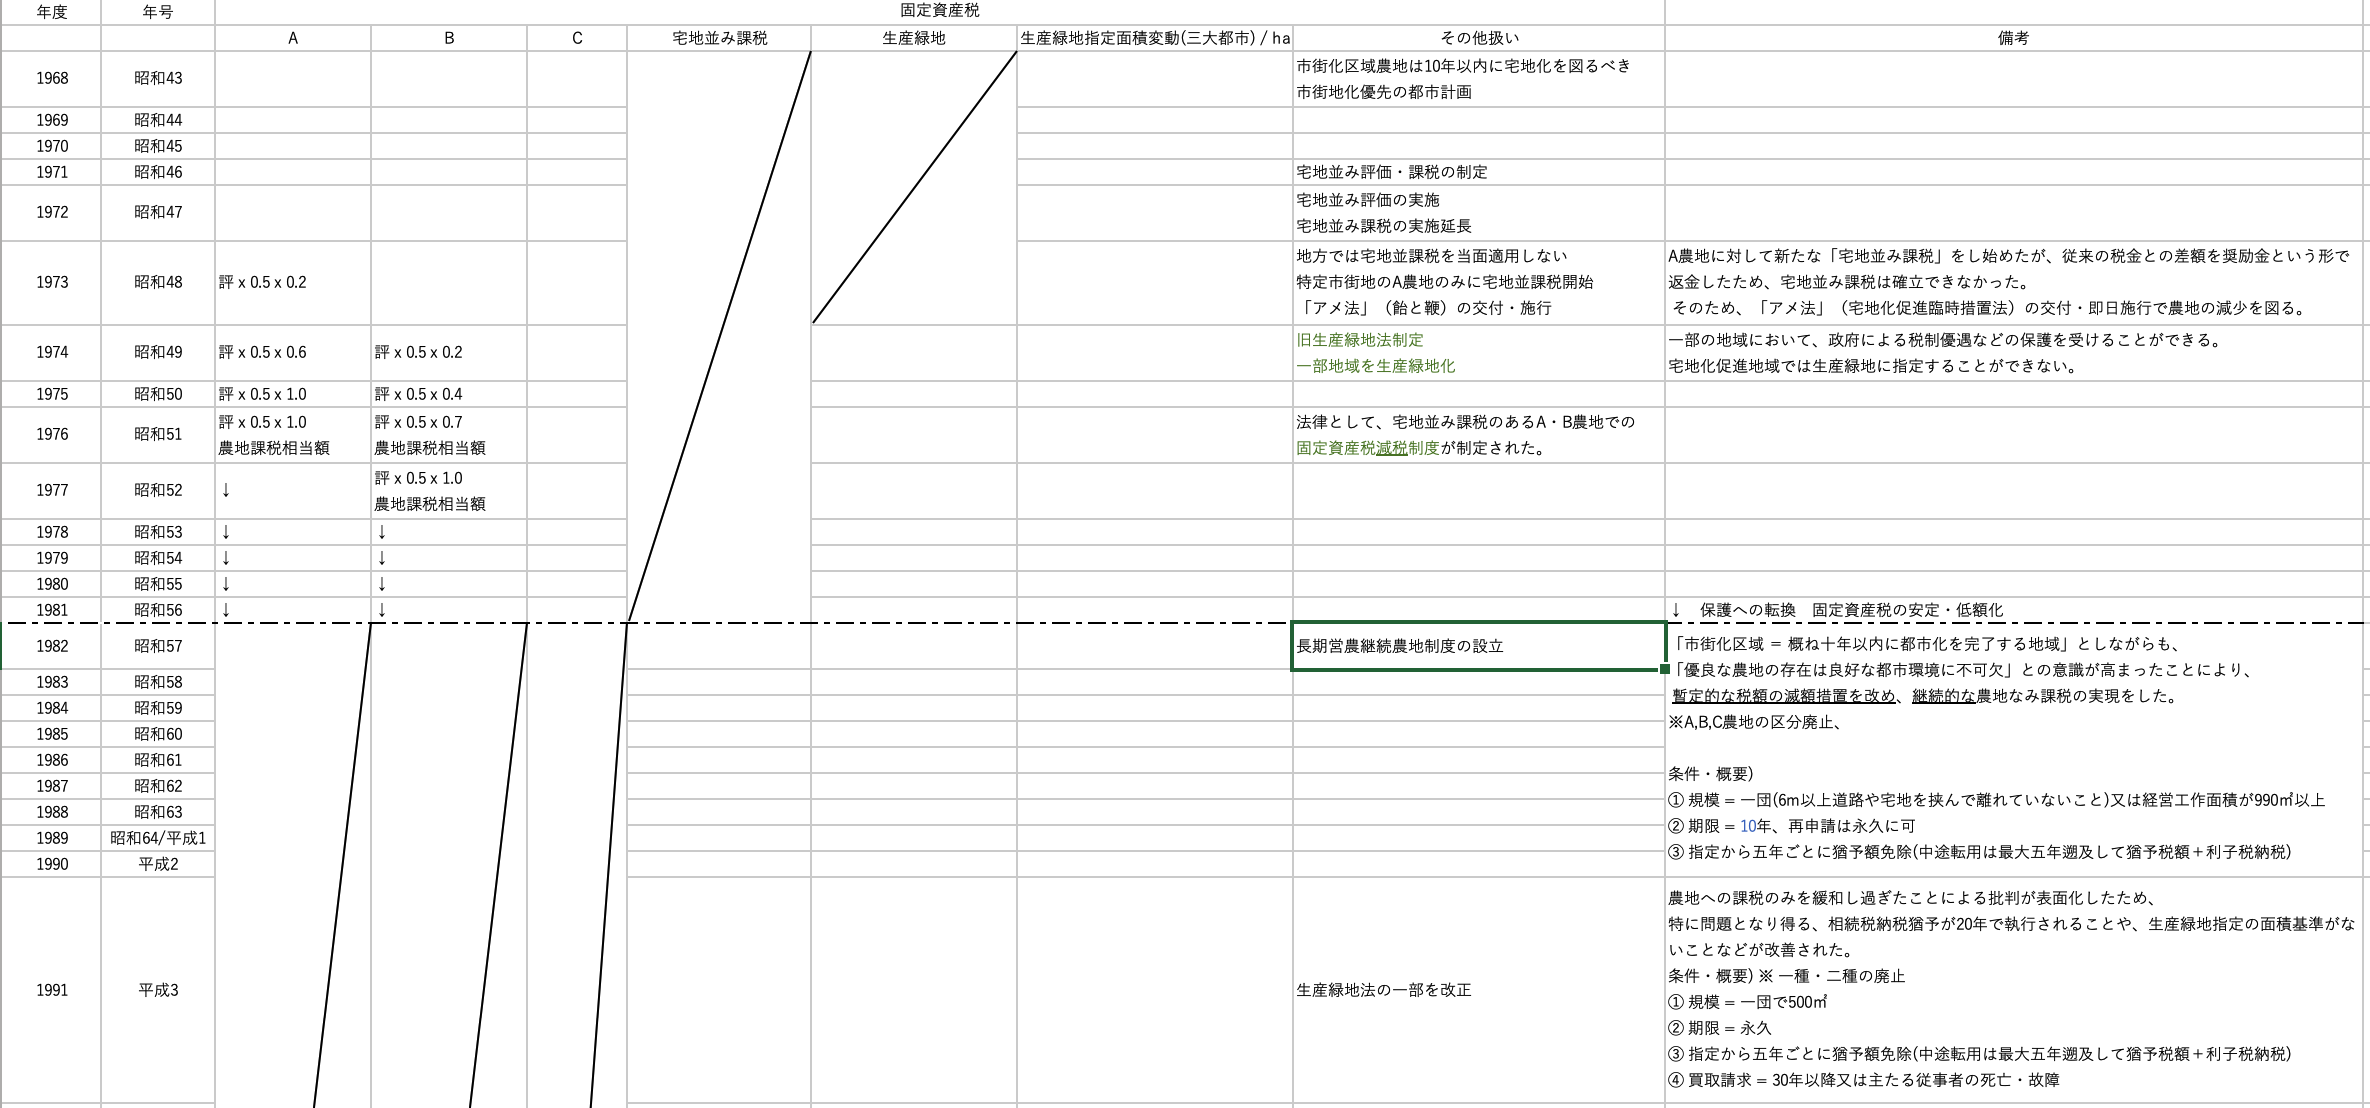 年度 年号 固定資産税
A B C 宅地並み課税 生産緑地 生産緑地指定面積変動(三大都市) / ha その他扱い 備考
1968 昭和43 市街化区域農地は10年以内に宅地化を図るべき
市街地化優先の都市計画
1969 昭和44
1970 昭和45
1971 昭和46 宅地並み評価・課税の制定
1972 昭和47 宅地並み評価の実施
宅地並み課税の実施延長
1973 昭和48 評 x 0.5 x 0.2
地方では宅地並課税を当面適用しない
特定市街地のA農地のみに宅地並課税開始
「アメ法」（飴と鞭）の交付・施行
A農地に対して新たな「宅地並み課税」をし始めたが、従来の税金との差額を奨励金という形で
返金したため、宅地並み課税は確立できなかった。
そのため、「アメ法」（宅地化促進臨時措置法）の交付・即日施行で農地の減少を図る。
1974 昭和49 評 x 0.5 x 0.6 評 x 0.5 x 0.2
旧生産緑地法制定
一部地域を生産緑地化
一部の地域において、政府による税制優遇などの保護を受けることができる。
宅地化促進地域では生産緑地に指定することができない。
1975 昭和50 評 x 0.5 x 1.0 評 x 0.5 x 0.4
1976 昭和51
評 x 0.5 x 1.0
農地課税相当額
評 x 0.5 x 0.7
農地課税相当額
法律として、宅地並み課税のあるA・B農地での
固定資産税減税制度が制定された。
1977 昭和52 ↓
評 x 0.5 x 1.0
農地課税相当額
1978 昭和53 ↓ ↓
1979 昭和54 ↓ ↓
1980 昭和55 ↓ ↓
1981 昭和56 ↓ ↓ ↓ 保護への転換 固定資産税の安定・低額化
1982 昭和57 長期営農継続農地制度の設立
「市街化区域 = 概ね十年以内に都市化を完了する地域」としながらも、
「優良な農地の存在は良好な都市環境に不可欠」との意識が高まったことにより、
暫定的な税額の減額措置を改め、継続的な農地なみ課税の実現をした。
※A,B,C農地の区分廃止、
条件・概要)
① 規模 = 一団(6m以上道路や宅地を挟んで離れていないこと)又は経営工作面積が990㎡以上
② 期限 = 10年、再申請は永久に可
③ 指定から五年ごとに猶予額免除(中途転用は最大五年遡及して猶予税額＋利子税納税)
1983 昭和58
1984 昭和59
1985 昭和60
1986 昭和61
1987 昭和62
1988 昭和63
1989 昭和64/平成1
1990 平成2
1991 平成3 生産緑地法の一部を改正
農地への課税のみを緩和し過ぎたことによる批判が表面化したため、
特に問題となり得る、相続税納税猶予が20年で執行されることや、生産緑地指定の面積基準がな
いことなどが改善された。
条件・概要) ※ 一種・二種の廃止
① 規模 = 一団で500㎡
② 期限 = 永久
③ 指定から五年ごとに猶予額免除(中途転用は最大五年遡及して猶予税額＋利子税納税)
④ 買取請求 = 30年以降又は主たる従事者の死亡・故障